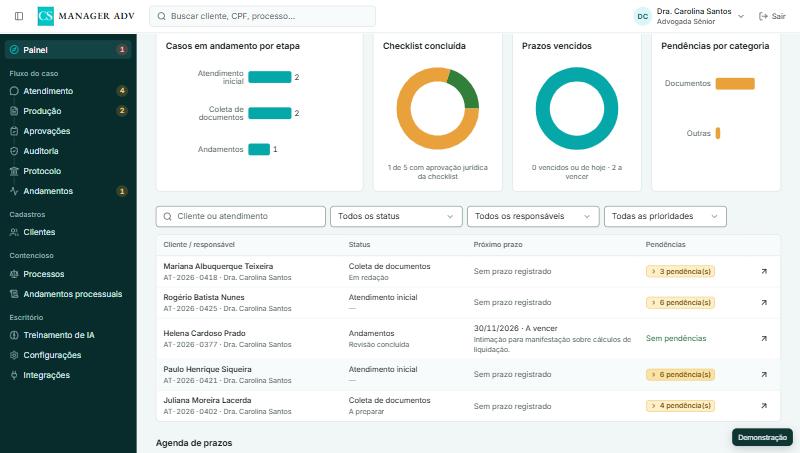 CS MANAGER ADV
Buscar cliente, CPF, processo...
DC
Dra. Carolina Santos
Advogada Sênior
Sair
Painel 1
Fluxo do caso
Atendimento 4
Produção 2
Aprovações
Auditoria
Protocolo
Andamentos 1
Cadastros
Clientes
Contencioso
Processos
Andamentos processuais
Escritório
Treinamento de IA
Configurações
Integrações
Casos em andamento por etapa
Atendimento
inicial
2
Coleta de
documentos
2
Andamentos
1
Checklist concluída
1 de 5 com aprovação jurídica
da checklist
Prazos vencidos
0 vencidos ou de hoje · 2 a
vencer
Pendências por categoria
Documentos
Outras
Cliente ou atendimento
Todos os status
Todos os responsáveis
Todas as prioridades
Cliente / responsável Status Próximo prazo Pendências
Mariana Albuquerque Teixeira
AT-2026-0418 · Dra. Carolina Santos
Coleta de documentos
Em redação
Sem prazo registrado
3 pendência(s)
Rogério Batista Nunes
AT-2026-0425 · Dra. Carolina Santos
Atendimento inicial
—
Sem prazo registrado
6 pendência(s)
Helena Cardoso Prado
AT-2026-0377 · Dra. Carolina Santos
Andamentos
Revisão concluída
30/11/2026 · A vencer
Intimação para manifestação sobre cálculos de
liquidação.
Sem pendências
Paulo Henrique Siqueira
AT-2026-0421 · Dra. Carolina Santos
Atendimento inicial
—
Sem prazo registrado
6 pendência(s)
Juliana Moreira Lacerda
AT-2026-0402 · Dra. Carolina Santos
Coleta de documentos
A preparar
Sem prazo registrado
4 pendência(s)
Agenda de prazos
Demonstração